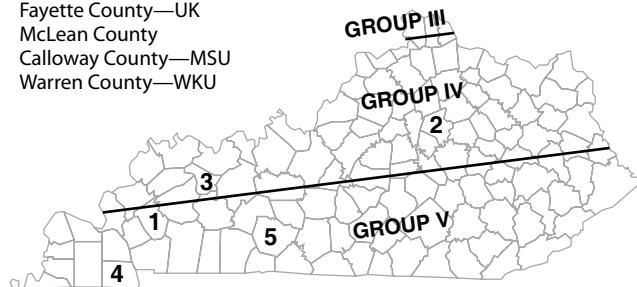 Fayette County—UK
McLean County
Calloway County—MSU
Warren County—WKU
GROUP III
GROUP IV
2
3
1
GROUP V
5
4